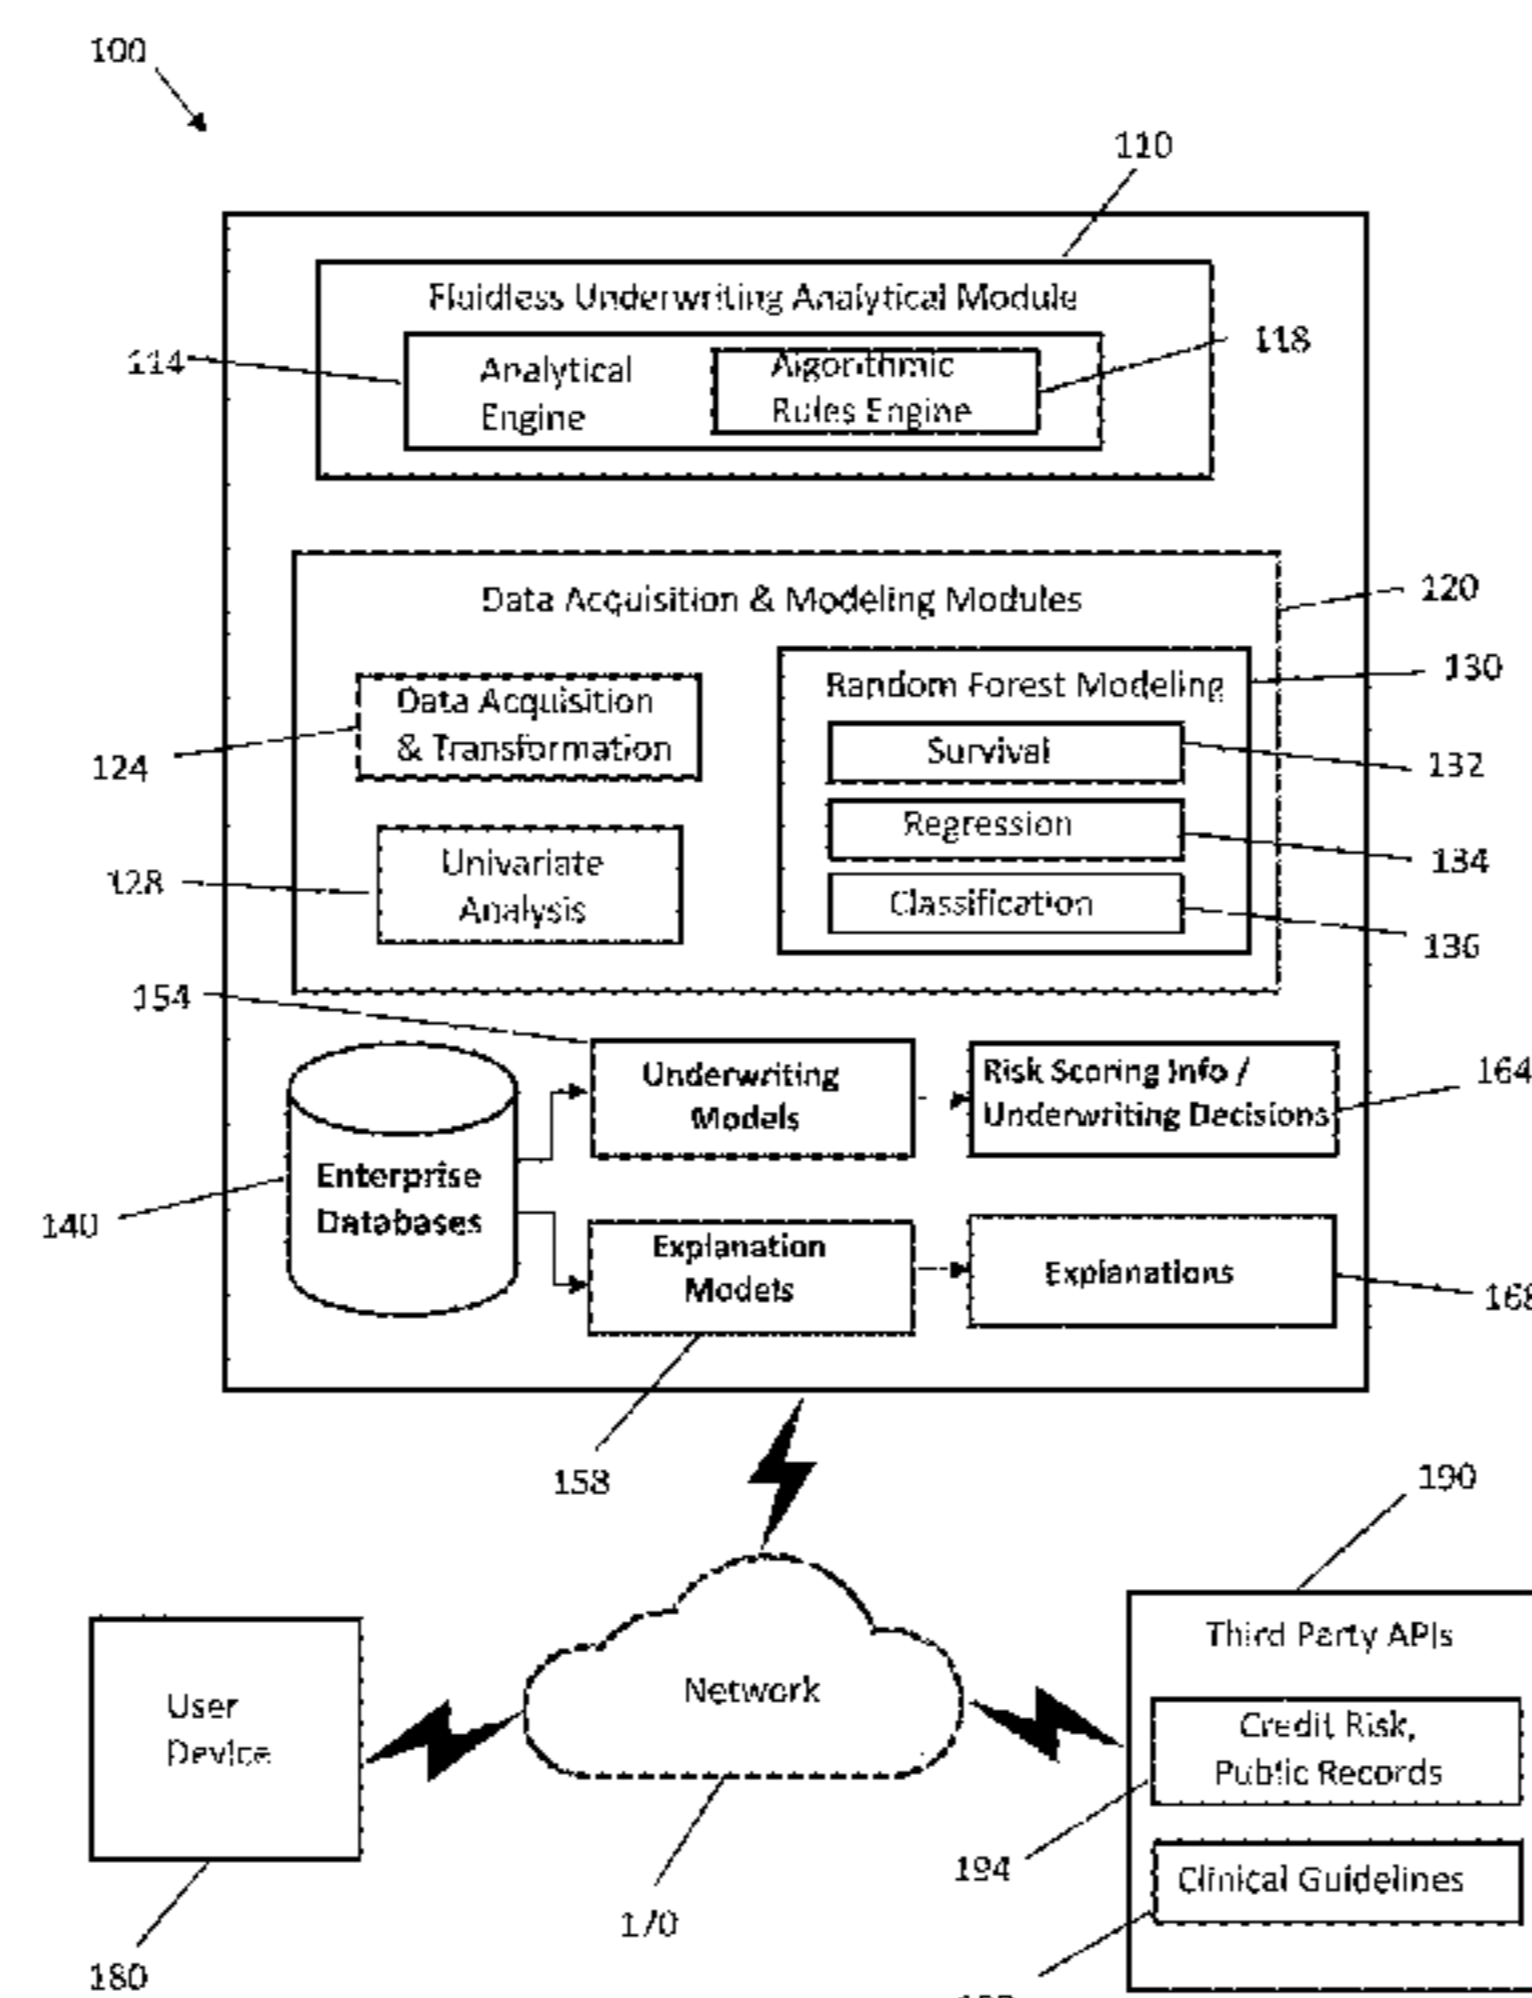 100
110
Fluidless Underwriting Analytical Module
114
Analytical
Engine
Algorithmic
Rules Engine
118
Data Acquisition & Modeling Modules
120
Data Acquisition
& Transformation
124
Random Forest Modeling
130
Survival
132
Regression
134
Univariate
Analysis
128
Classification
136
154
Underwriting
Models
Risk Scoring Info /
Underwriting Decisions
164
Enterprise
Databases
140
Explanation
Models
Explanations
168
158
190
Third Party APIs
User
Device
Network
Credit Risk,
Public Records
194
Clinical Guidelines
170
180